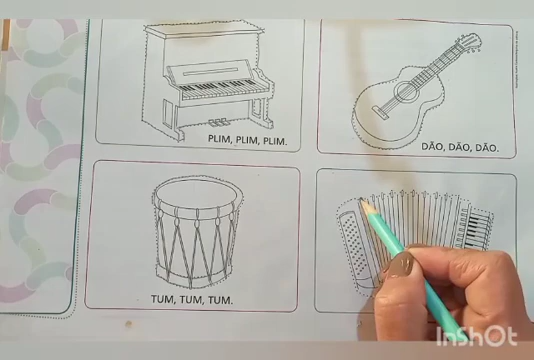 PLIM, PLIM, PLIM.
DÃO, DÃO, DÃO.
TUM, TUM, TUM.
InShOt